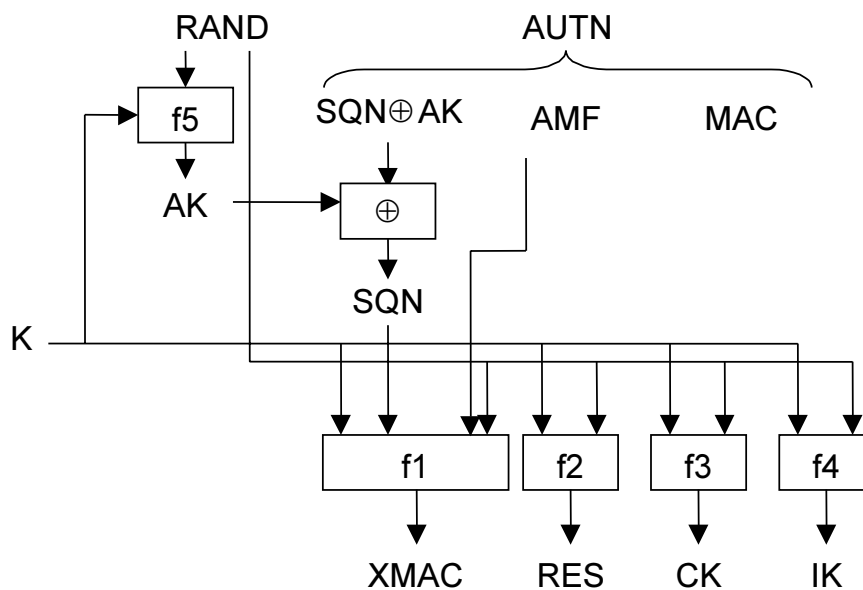 RAND AUTN
f5 SQN⊕AK AMF MAC
AK ⊕
SQN
K
f1 f2 f3 f4
XMAC RES CK IK